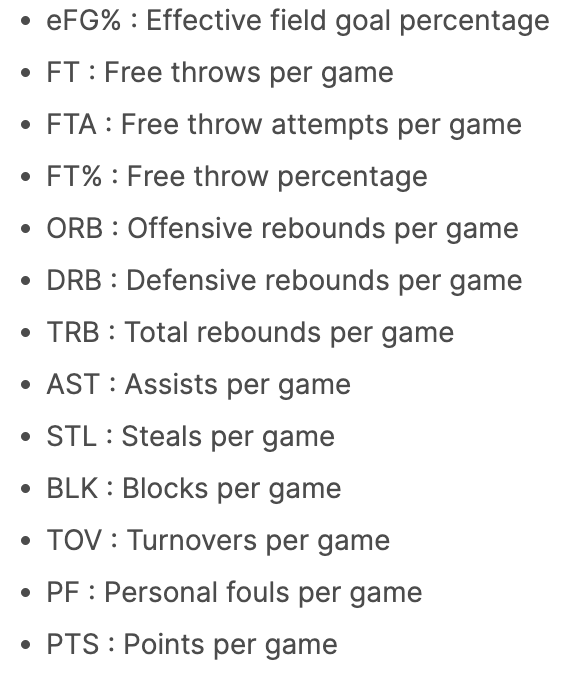 • eFG% : Effective field goal percentage
• FT : Free throws per game
• FTA : Free throw attempts per game
• FT% : Free throw percentage
• ORB : Offensive rebounds per game
• DRB : Defensive rebounds per game
• TRB : Total rebounds per game
• AST : Assists per game
• STL : Steals per game
• BLK : Blocks per game
• TOV : Turnovers per game
• PF : Personal fouls per game
• PTS : Points per game